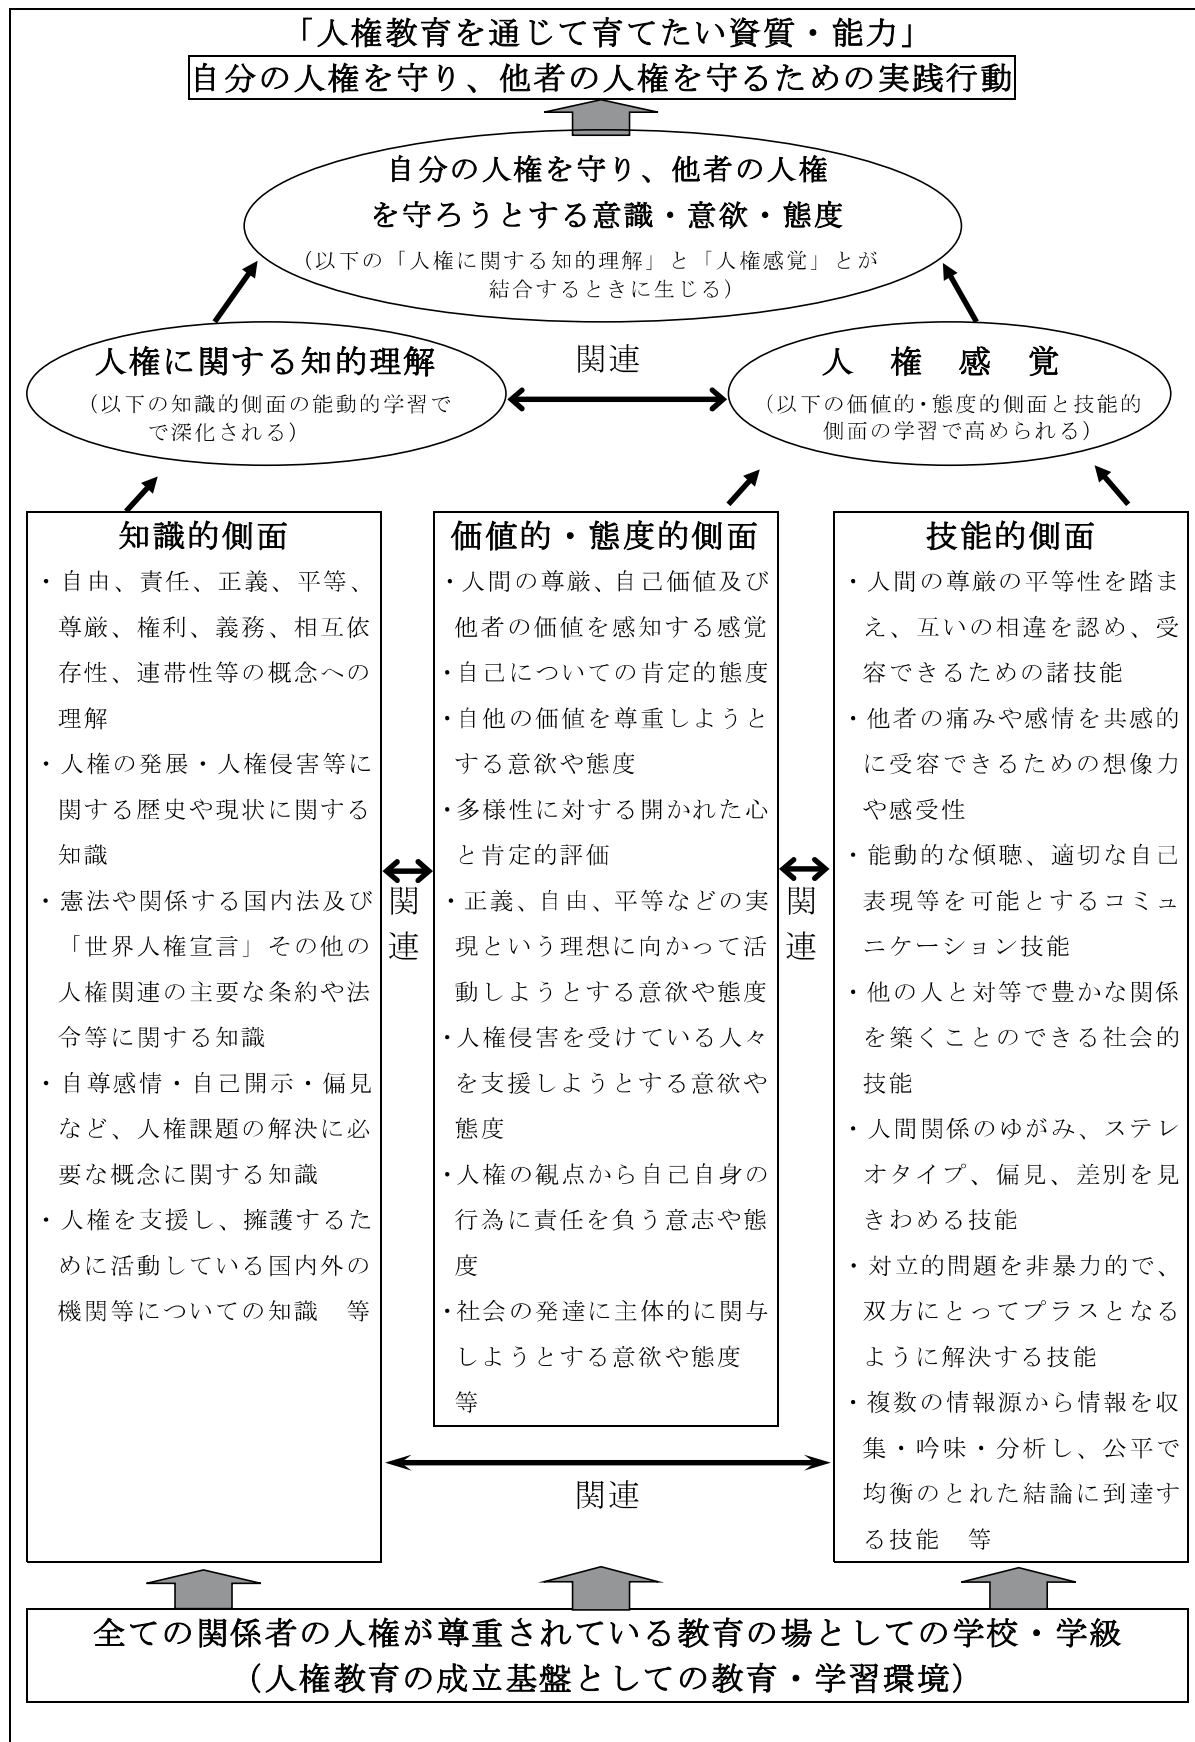 「人権教育を通じて育てたい資質・能力」
自分の人権を守り、他者の人権を守るための実践行動
自分の人権を守り、他者の人権
を守ろうとする意識・意欲・態度
（以下の「人権に関する知的理解」と「人権感覚」とが
結合するときに生じる）
人権に関する知的理解
（以下の知識的側面の能動的学習で
で深化される）
関連
人　権　感　覚
（以下の価値的・態度的側面と技能的
側面の学習で高められる）
知識的側面
・自由、責任、正義、平等、
尊厳、権利、義務、相互依
存性、連帯性等の概念への
理解
・人権の発展・人権侵害等に
関する歴史や現状に関する
知識
・憲法や関係する国内法及び
「世界人権宣言」その他の
人権関連の主要な条約や法
令等に関する知識
・自尊感情・自己開示・偏見
など、人権課題の解決に必
要な概念に関する知識
・人権を支援し、擁護するた
めに活動している国内外の
機関等についての知識　等
関
連
価値的・態度的側面
・人間の尊厳、自己価値及び
他者の価値を感知する感覚
・自己についての肯定的態度
・自他の価値を尊重しようと
する意欲や態度
・多様性に対する開かれた心
と肯定的評価
・正義、自由、平等などの実
現という理想に向かって活
動しようとする意欲や態度
・人権侵害を受けている人々
を支援しようとする意欲や
態度
・人権の観点から自己自身の
行為に責任を負う意志や態
度
・社会の発達に主体的に関与
しようとする意欲や態度
等
関
連
技能的側面
・人間の尊厳の平等性を踏ま
え、互いの相違を認め、受
容できるための諸技能
・他者の痛みや感情を共感的
に受容できるための想像力
や感受性
・能動的な傾聴、適切な自己
表現等を可能とするコミュ
ニケーション技能
・他の人と対等で豊かな関係
を築くことのできる社会的
技能
・人間関係のゆがみ、ステレ
オタイプ、偏見、差別を見
きわめる技能
・対立的問題を非暴力的で、
双方にとってプラスとなる
ように解決する技能
・複数の情報源から情報を収
集・吟味・分析し、公平で
均衡のとれた結論に到達す
る技能　等
関連
全ての関係者の人権が尊重されている教育の場としての学校・学級
（人権教育の成立基盤としての教育・学習環境）